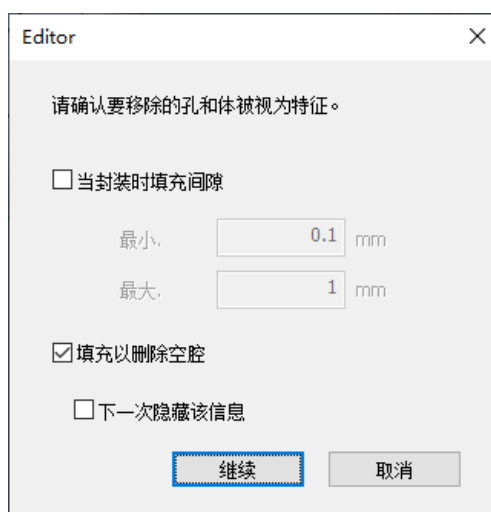 Editor
请确认要移除的孔和体被视为特征。
当封装时填充间隙
最小. 0.1 mm
最大. 1 mm
填充以删除空腔
下一次隐藏该信息
继续 取消